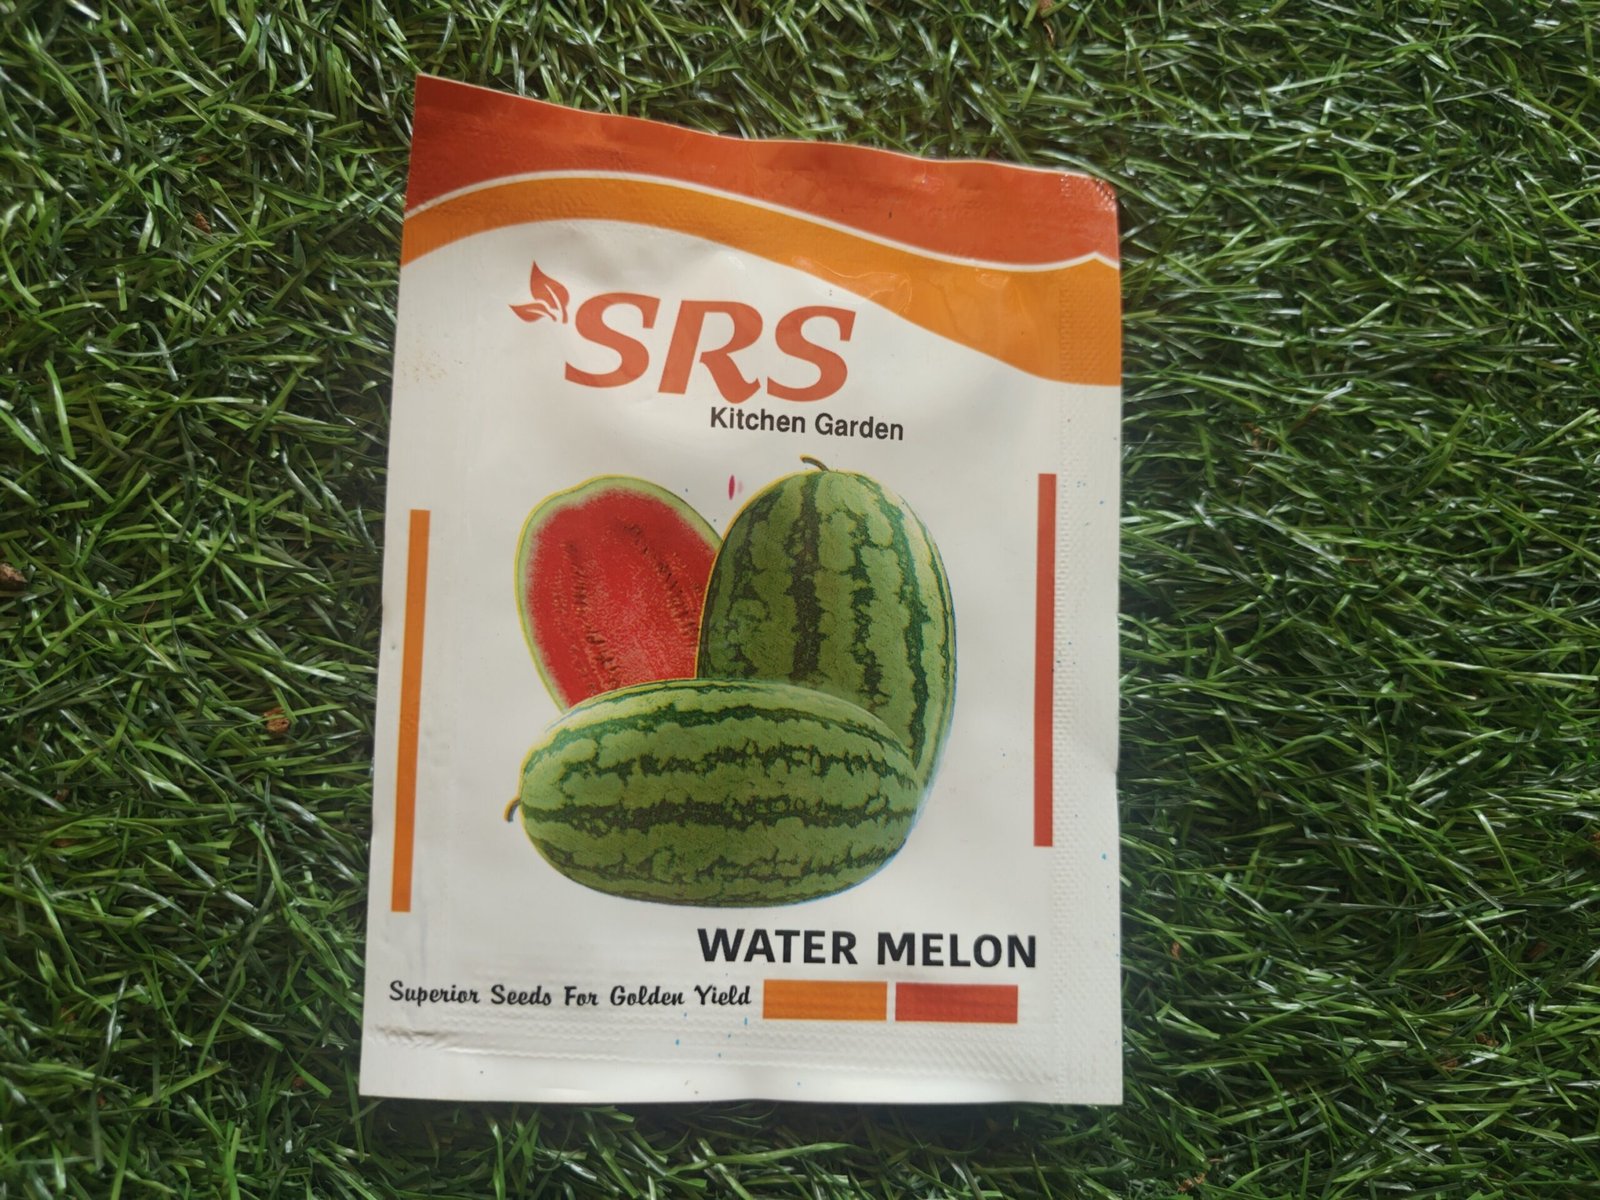 SRS
Kitchen Garden
WATER MELON
Superior Seeds For Golden Yield